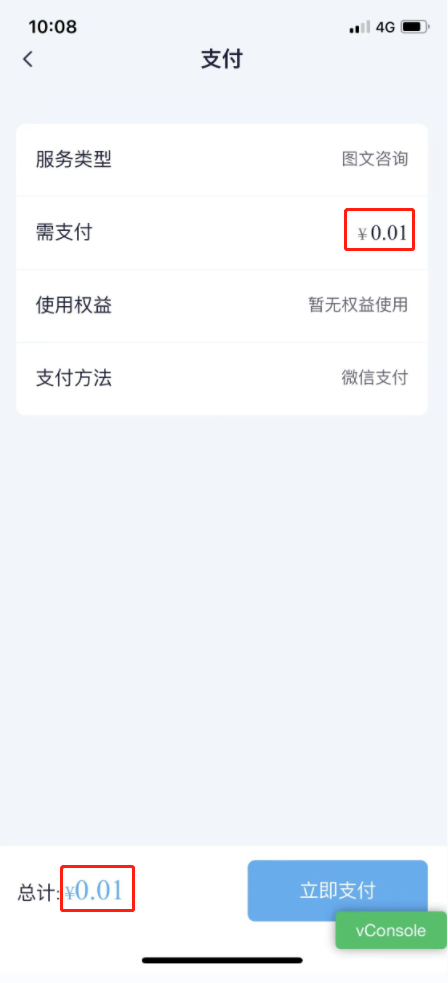 10:08 4G
支付
服务类型 图文咨询
需支付 ¥0.01
使用权益 暂无权益使用
支付方法 微信支付
总计:¥0.01 立即支付
vConsole